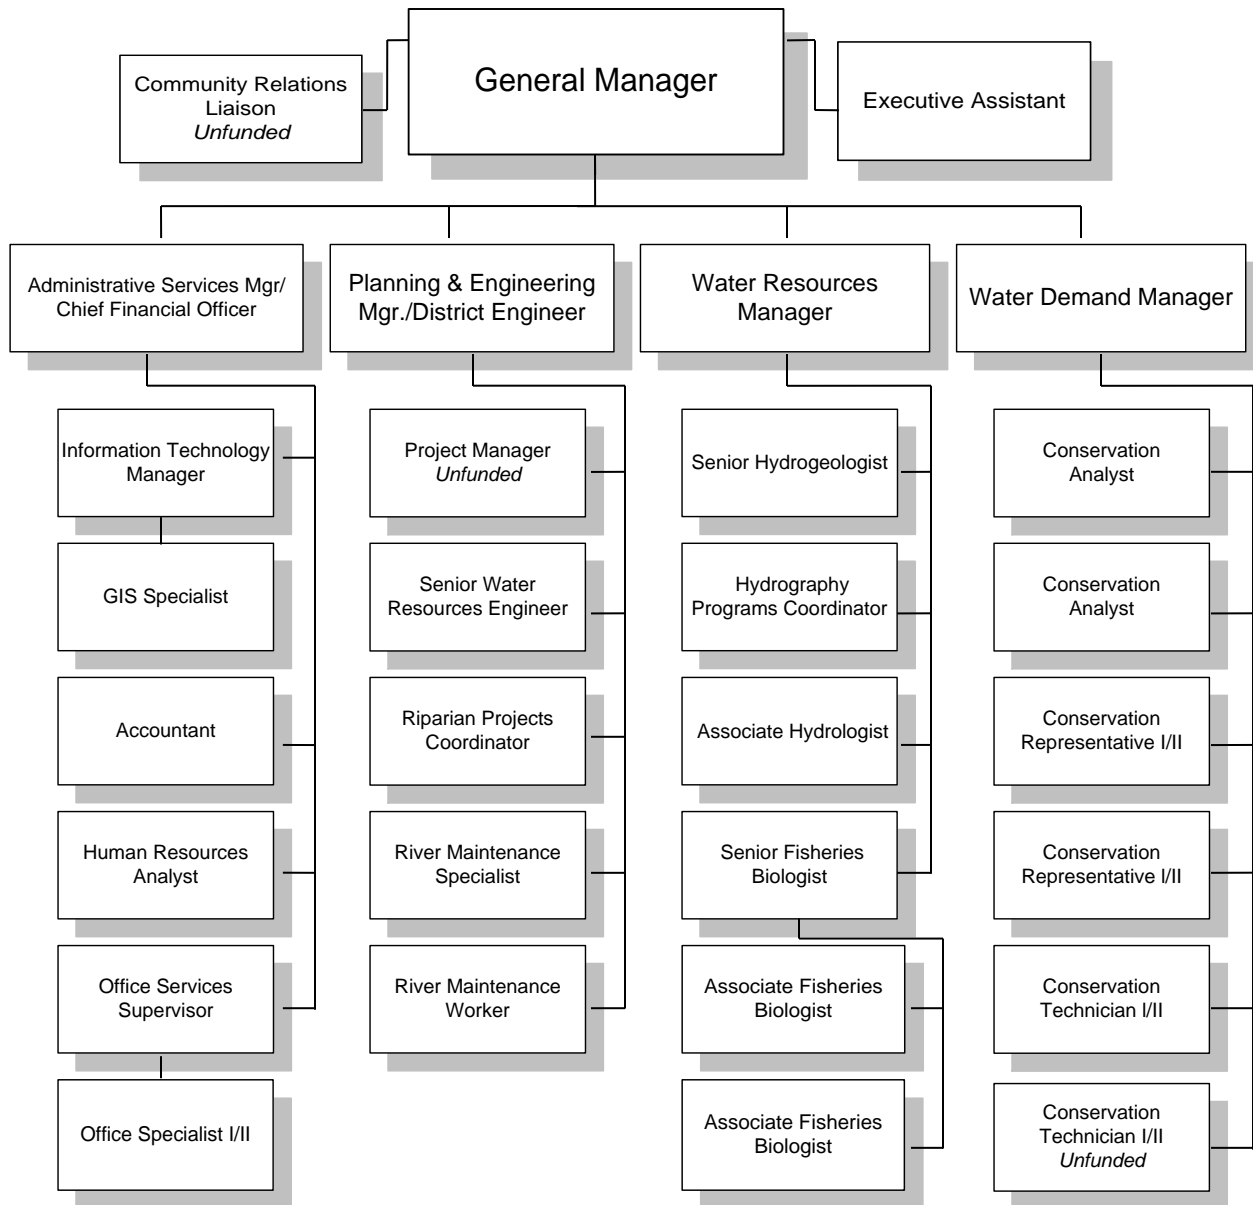 General Manager
Community Relations
Liaison
Unfunded
Executive Assistant
Administrative Services Mgr/
Chief Financial Officer
Planning & Engineering
Mgr./District Engineer
Water Resources
Manager
Water Demand Manager
Information Technology
Manager
GIS Specialist
Accountant
Human Resources
Analyst
Office Services
Supervisor
Office Specialist I/II
Project Manager
Unfunded
Senior Water
Resources Engineer
Riparian Projects
Coordinator
River Maintenance
Specialist
River Maintenance
Worker
Senior Hydrogeologist
Hydrography
Programs Coordinator
Associate Hydrologist
Senior Fisheries
Biologist
Associate Fisheries
Biologist
Associate Fisheries
Biologist
Conservation
Analyst
Conservation
Analyst
Conservation
Representative I/II
Conservation
Representative I/II
Conservation
Technician I/II
Conservation
Technician I/II
Unfunded